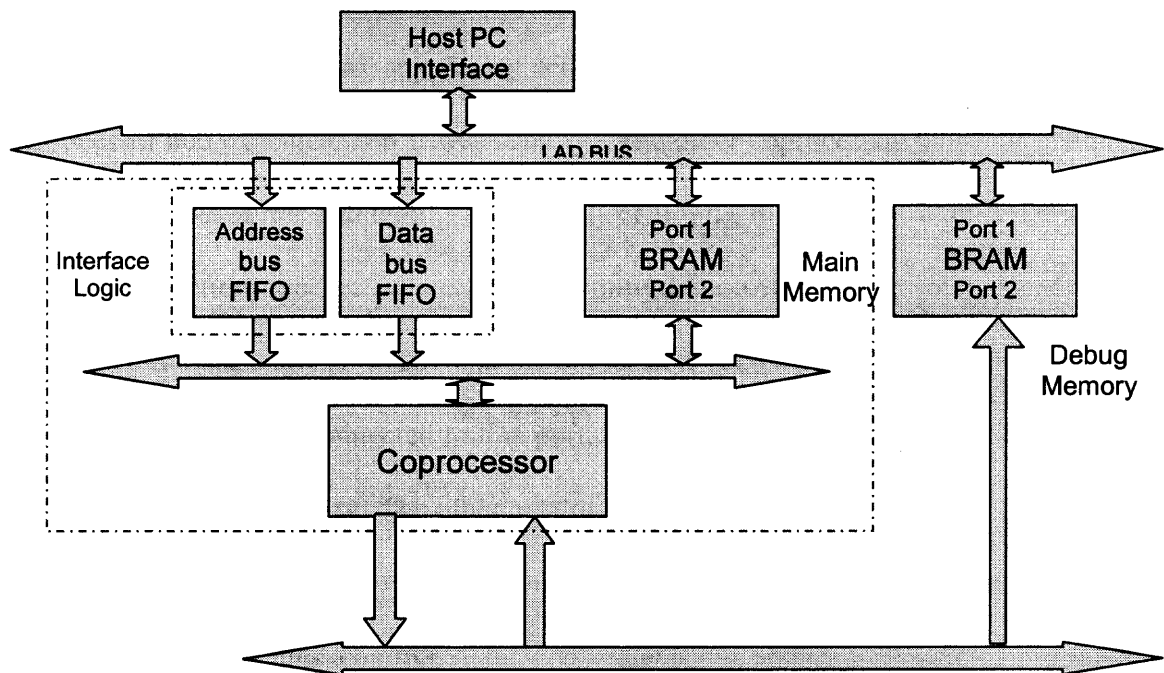 Host PC
Interface
LAD BUS
Interface
Logic
Address
bus
FIFO
Data
bus
FIFO
Port 1
BRAM
Port 2
Main
Memory
Port 1
BRAM
Port 2
Debug
Memory
Coprocessor